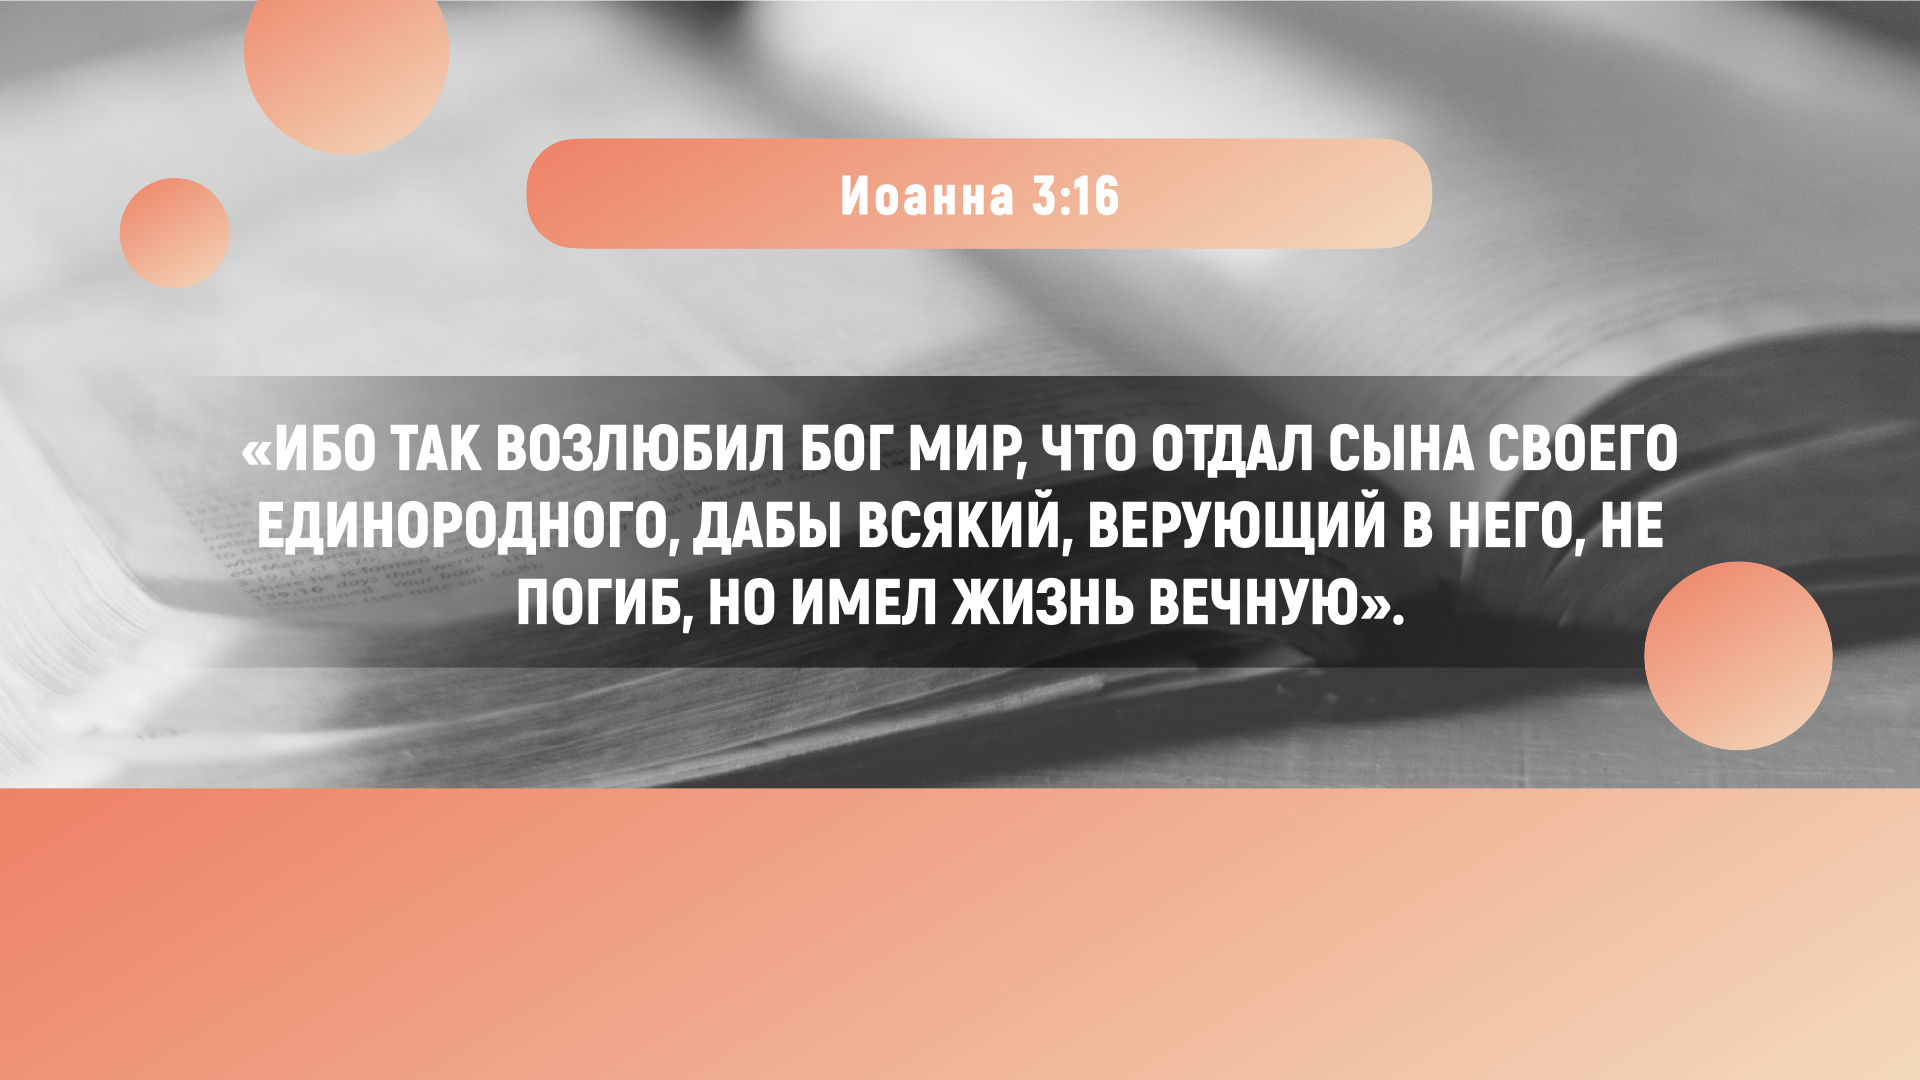 Иоанна 3:16
«ИБО ТАК ВОЗЛЮБИЛ БОГ МИР, ЧТО ОТДАЛ СЫНА СВОЕГО
ЕДИНОРОДНОГО, ДАБЫ ВСЯКИЙ, ВЕРУЮЩИЙ В НЕГО, НЕ
ПОГИБ, НО ИМЕЛ ЖИЗНЬ ВЕЧНУЮ».